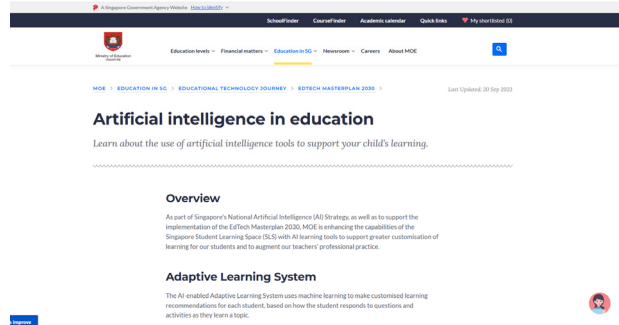 A Singapore Government Agency Website How to identify
SchoolFinder CourseFinder Academic calendar Quick links My shortlisted (0)
Ministry of Education
SINGAPORE
Education levels Financial matters Education in SG Newsroom Careers About MOE
MOE > EDUCATION IN SG > EDUCATIONAL TECHNOLOGY JOURNEY > EDTECH MASTERPLAN 2030 >
Last Updated: 20 Sep 2023
Artificial intelligence in education
Learn about the use of artificial intelligence tools to support your child's learning.
Overview
As part of Singapore's National Artificial Intelligence (AI) Strategy, as well as to support the
implementation of the EdTech Masterplan 2030, MOE is enhancing the capabilities of the
Singapore Student Learning Space (SLS) with AI learning tools to support greater customisation of
learning for our students and to augment our teachers' professional practice.
Adaptive Learning System
The AI-enabled Adaptive Learning System uses machine learning to make customised learning
recommendations for each student, based on how the student responds to questions and
activities as they learn a topic.
s improve